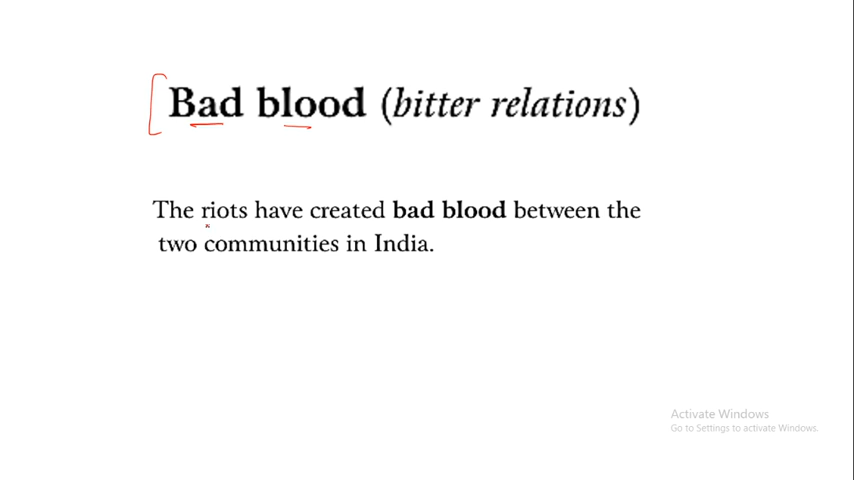 Bad blood (bitter relations)
The riots have created bad blood between the
two communities in India.
Activate Windows
Go to Settings to activate Windows.